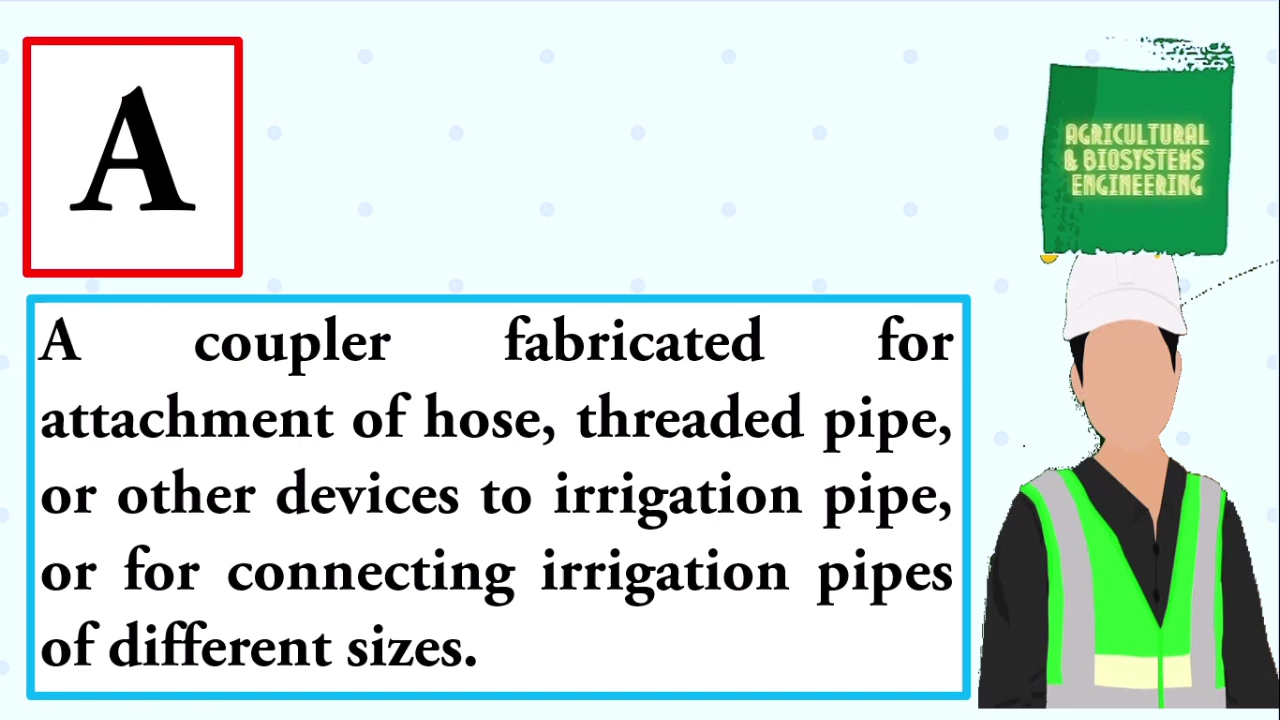 A
AGRICULTURAL
& BIOSYSTEMS
ENGINEERING
A coupler fabricated for
attachment of hose, threaded pipe,
or other devices to irrigation pipe,
or for connecting irrigation pipes
of different sizes.